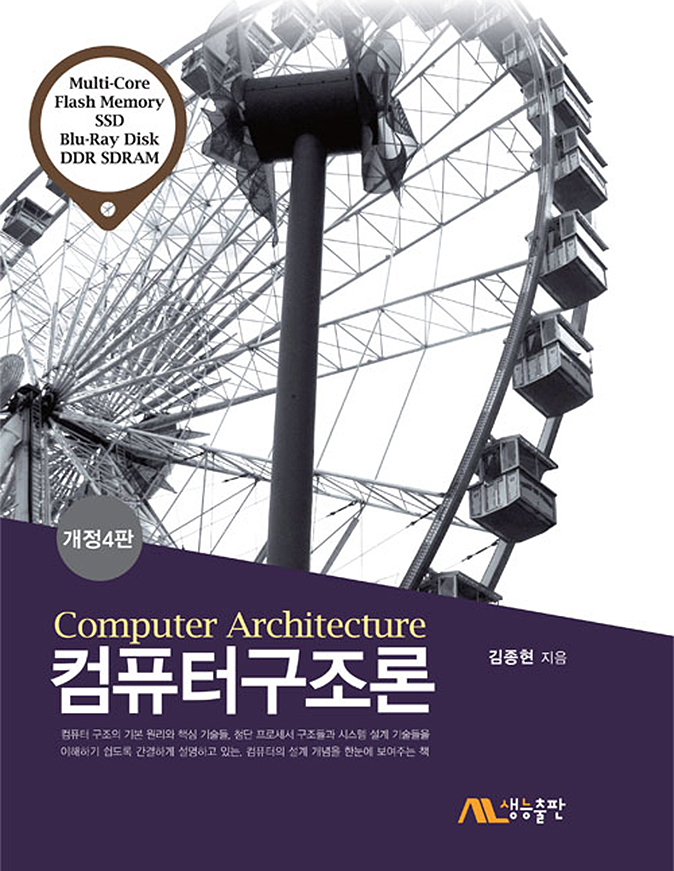 Multi-Core
Flash Memory
SSD
Blu-Ray Disk
DDR SDRAM
개정4판
Computer Architecture
컴퓨터구조론
김종현 지음
컴퓨터 구조의 기본 원리와 핵심 기술들, 첨단 프로세서 구조들과 시스템 설계 기술들을
이해하기 쉽도록 간결하게 설명하고 있는, 컴퓨터의 설계 개념을 한눈에 보여주는 책
생능출판